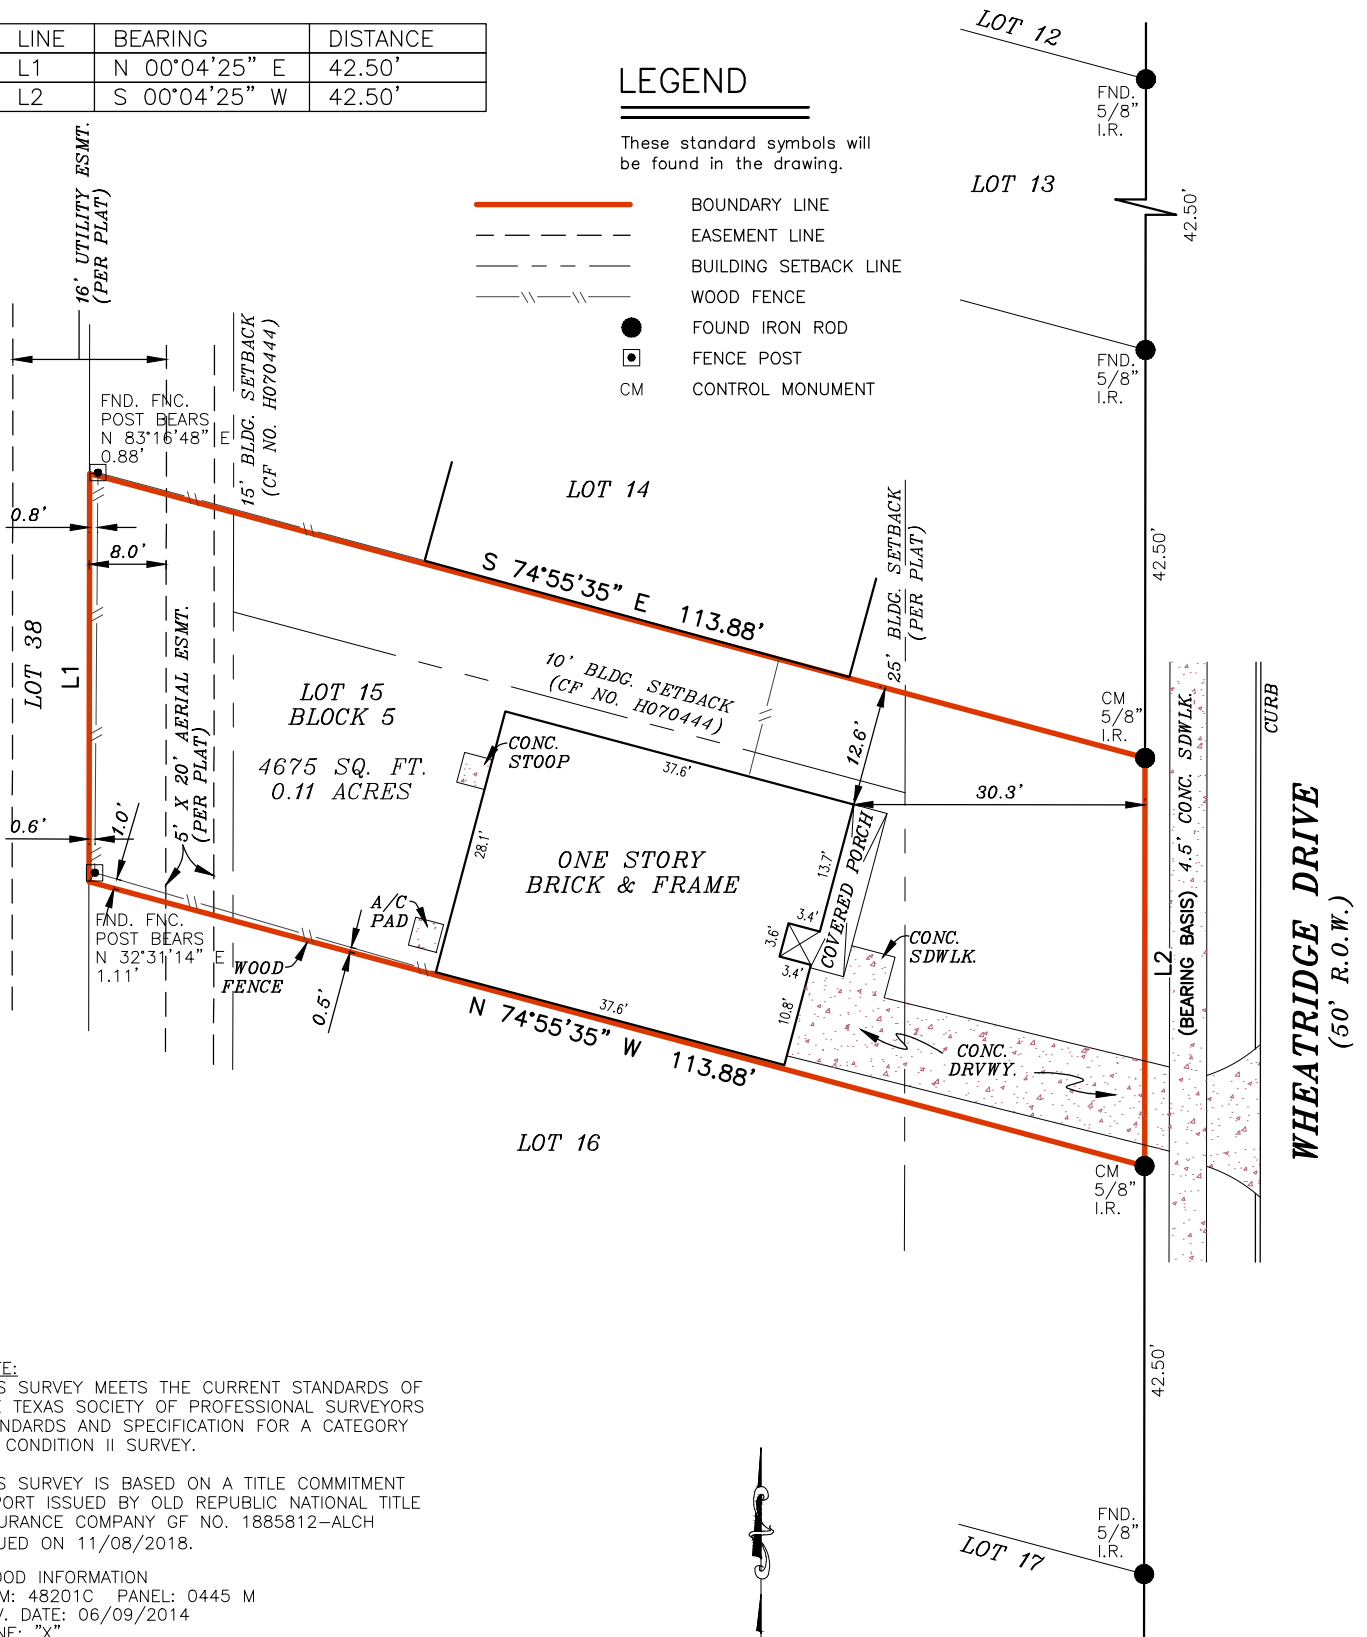 LINE BEARING DISTANCE
L1 N 00°04'25" E 42.50'
L2 S 00°04'25" W 42.50'
LEGEND
These standard symbols will
be found in the drawing.
BOUNDARY LINE
EASEMENT LINE
BUILDING SETBACK LINE
WOOD FENCE
FOUND IRON ROD
FENCE POST
CM CONTROL MONUMENT
LOT 12
FND.
5/8"
I.R.
LOT 13
42.50'
FND.
5/8"
I.R.
42.50'
16' UTILITY ESMT.
(PER PLAT)
15' BLDG. SETBACK
(CF NO. H070444)
FND. FNC.
POST BEARS
N 83°16'48" E
0.88'
0.8'
8.0'
LOT 38
L1
LOT 14
S 74°55'35" E 113.88'
25' BLDG. SETBACK
(PER PLAT)
10' BLDG. SETBACK
(CF NO. H070444)
LOT 15
BLOCK 5
4675 SQ. FT.
0.11 ACRES
5' X 20' AERIAL ESMT.
(PER PLAT)
CONC.
STOOP
37.6'
12.6'
30.3'
CM
5/8"
I.R.
4.5' CONC. SDWLK.
CURB
WHEATRIDGE DRIVE
(50' R.O.W.)
28.1'
ONE STORY
BRICK & FRAME
13.7'
COVERED PORCH
3.4'
3.6'
3.4'
10.8'
0.6'
1.0'
A/C
PAD
FND. FNC.
POST BEARS
N 32°31'14" E
1.11'
WOOD
FENCE
0.5'
37.6'
N 74°55'35" W 113.88'
CONC.
SDWLK.
CONC.
DRVWY.
L2
(BEARING BASIS)
LOT 16
CM
5/8"
I.R.
42.50'
FND.
5/8"
I.R.
LOT 17
TE:
S SURVEY MEETS THE CURRENT STANDARDS OF
E TEXAS SOCIETY OF PROFESSIONAL SURVEYORS
NDARDS AND SPECIFICATION FOR A CATEGORY
CONDITION II SURVEY.
S SURVEY IS BASED ON A TITLE COMMITMENT
PORT ISSUED BY OLD REPUBLIC NATIONAL TITLE
URANCE COMPANY GF NO. 1885812-ALCH
UED ON 11/08/2018.
OOD INFORMATION
M: 48201C PANEL: 0445 M
V. DATE: 06/09/2014
NE: "X"